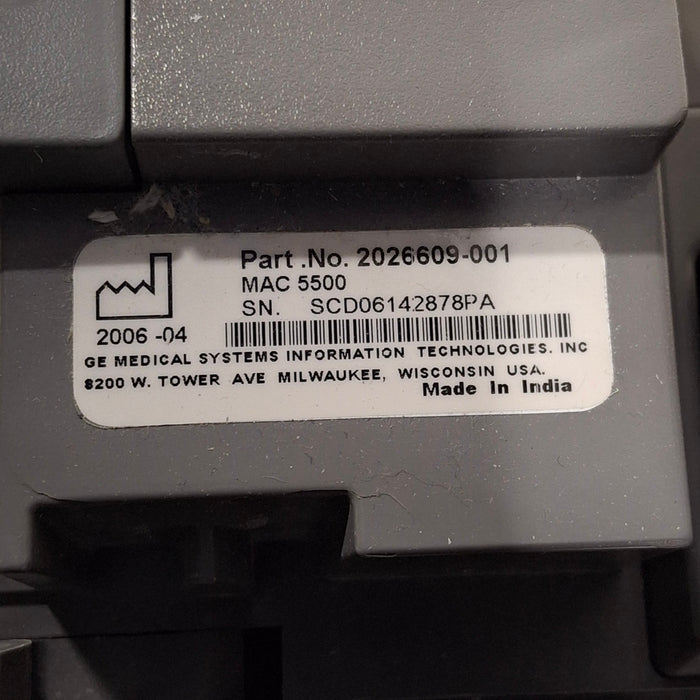 Part .No. 2026609-001
MAC 5500
SN. SCD06142878PA
2006 -04
GE MEDICAL SYSTEMS INFORMATION TECHNOLOGIES. INC
8200 W. TOWER AVE MILWAUKEE, WISCONSIN USA.
Made In India